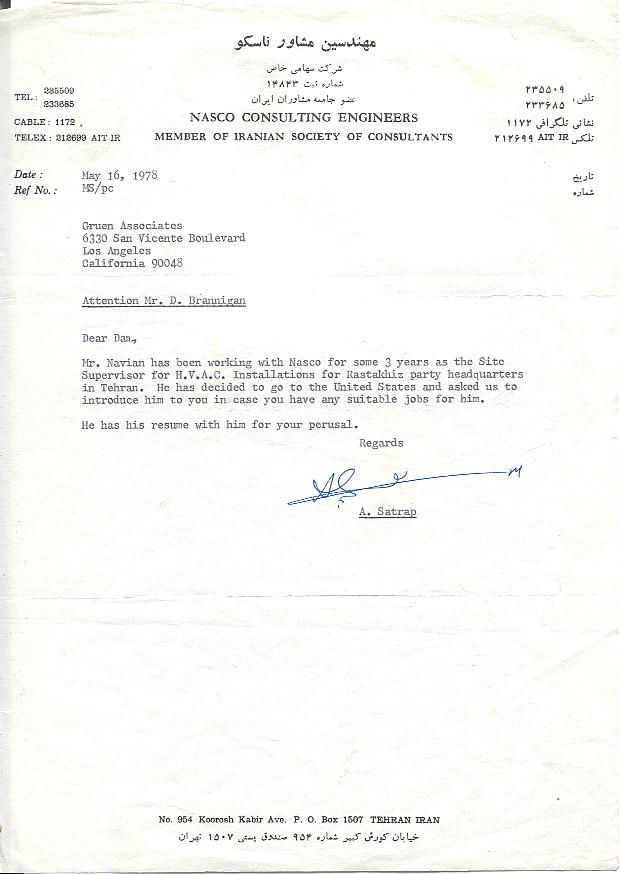 مهندسین مشاور ناسکو
شرکت سهامی خاص
شماره ثبت ۱۴۸۴۳
عضو جامعه مشاوران ایران
TEL: 235509
233685
CABLE: 1172 .
TELEX: 212699 AIT IR
NASCO CONSULTING ENGINEERS
MEMBER OF IRANIAN SOCIETY OF CONSULTANTS
تلفن، ۲۳۵۵۰۹
۲۳۳۶۸۵
نشانی تلگرافی ۱۱۷۲
تلکس ۲۱۲۶۹۹ AIT IR
Date: May 16, 1978
تاریخ
Ref No.: MS/pc
شماره
Gruen Associates
6330 San Vicente Boulevard
Los Angeles
California 90048
Attention Mr. D. Brannigan
Dear Dan,
Mr. Navian has been working with Nasco for some 3 years as the Site
Supervisor for H.V.A.C. Installations for Rastakhiz party headquarters
in Tehran. He has decided to go to the United States and asked us to
introduce him to you in case you have any suitable jobs for him.
He has his resume with him for your perusal.
Regards
A. Satrap
No. 954 Koorosh Kabir Ave. P. O. Box 1507 TEHRAN IRAN
خیابان کورش کبیر شماره ۹۵۴ صندوق پستی ۱۵۰۷ تهران